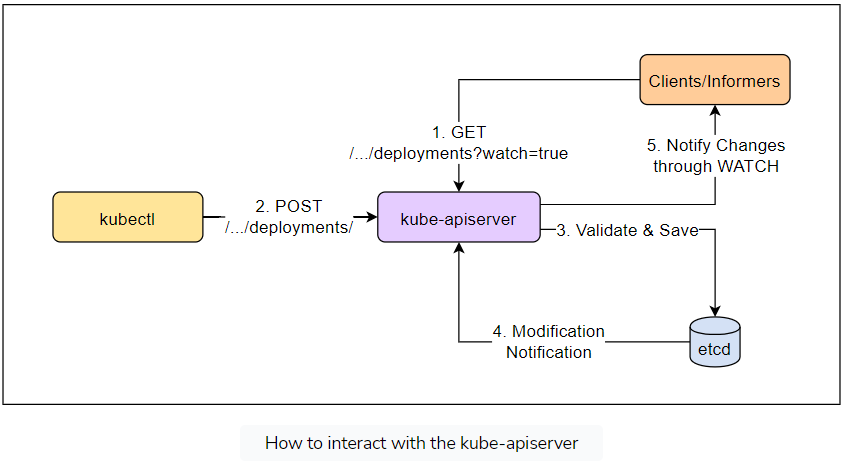 Clients/Informers
1. GET
/.../deployments?watch=true
5. Notify Changes
through WATCH
kubectl
2. POST
/.../deployments/
kube-apiserver
3. Validate & Save
4. Modification
Notification
etcd
How to interact with the kube-apiserver